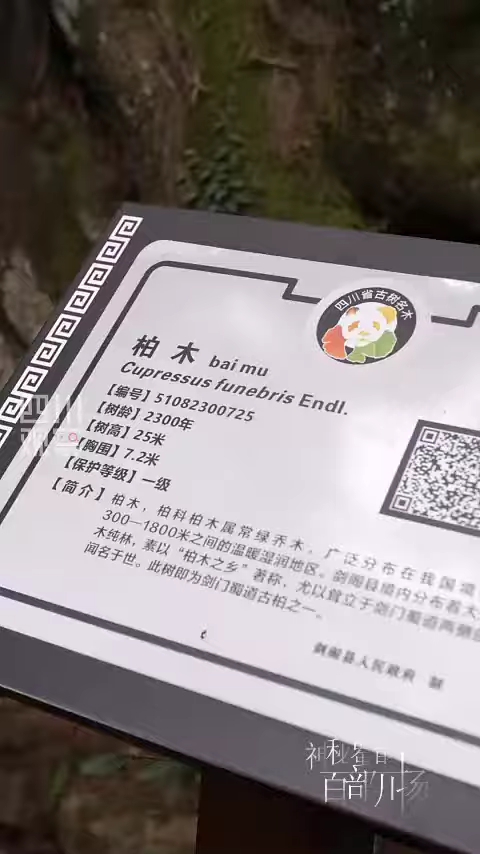 四川省古树名木
柏木 bai mu
Cupressus funebris Endl.
【编号】51082300725
【树龄】2300年
【树高】25米
【胸围】7.2米
【保护等级】一级
【简介】柏木，柏科柏木属常绿乔木，广泛分布在我国
300—1800米之间的温暖湿润地区。剑阁县境内分布着大
木纯林，素以“柏木之乡”著称，尤以耸立于剑门蜀道两侧的
闻名于世。此树即为剑门蜀道古柏之一。
剑阁县人民政府 制
四川
观察